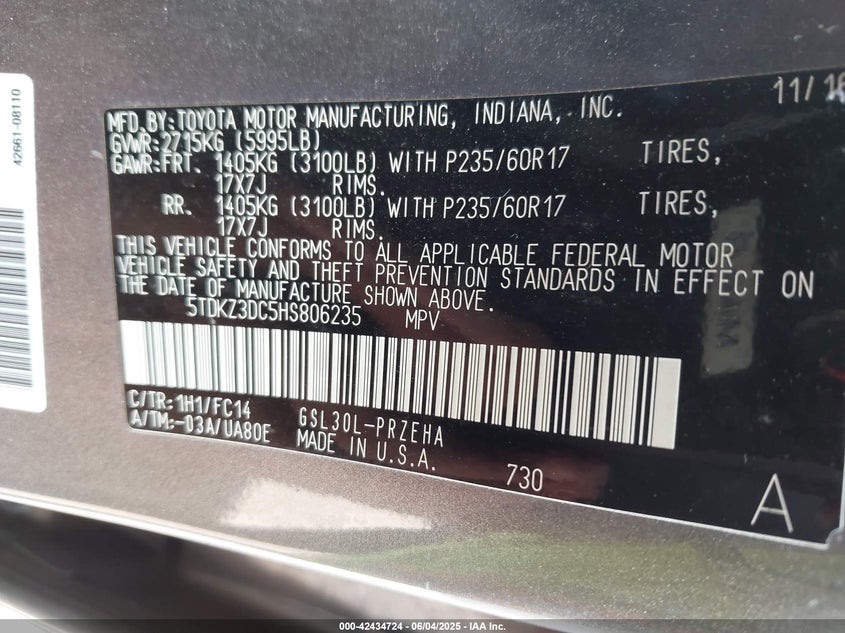 42661-08110
11/16
MFD.BY:TOYOTA MOTOR MANUFACTURING, INDIANA, INC.
GVWR:2715KG (5995LB)
GAWR:FRT. 1405KG (3100LB) WITH P235/60R17 TIRES,
17X7J RIMS.
RR. 1405KG (3100LB) WITH P235/60R17 TIRES,
17X7J RIMS.
THIS VEHICLE CONFORMS TO ALL APPLICABLE FEDERAL MOTOR
VEHICLE SAFETY AND THEFT PREVENTION STANDARDS IN EFFECT ON
THE DATE OF MANUFACTURE SHOWN ABOVE.
5TDKZ3DC5HS806235 MPV
C/TR:1H1/FC14 GSL30L-PRZEHA
A/TM:-03A/UA80E MADE IN U.S.A.
730
A
000-42434724 - 06/04/2025 - IAA Inc.